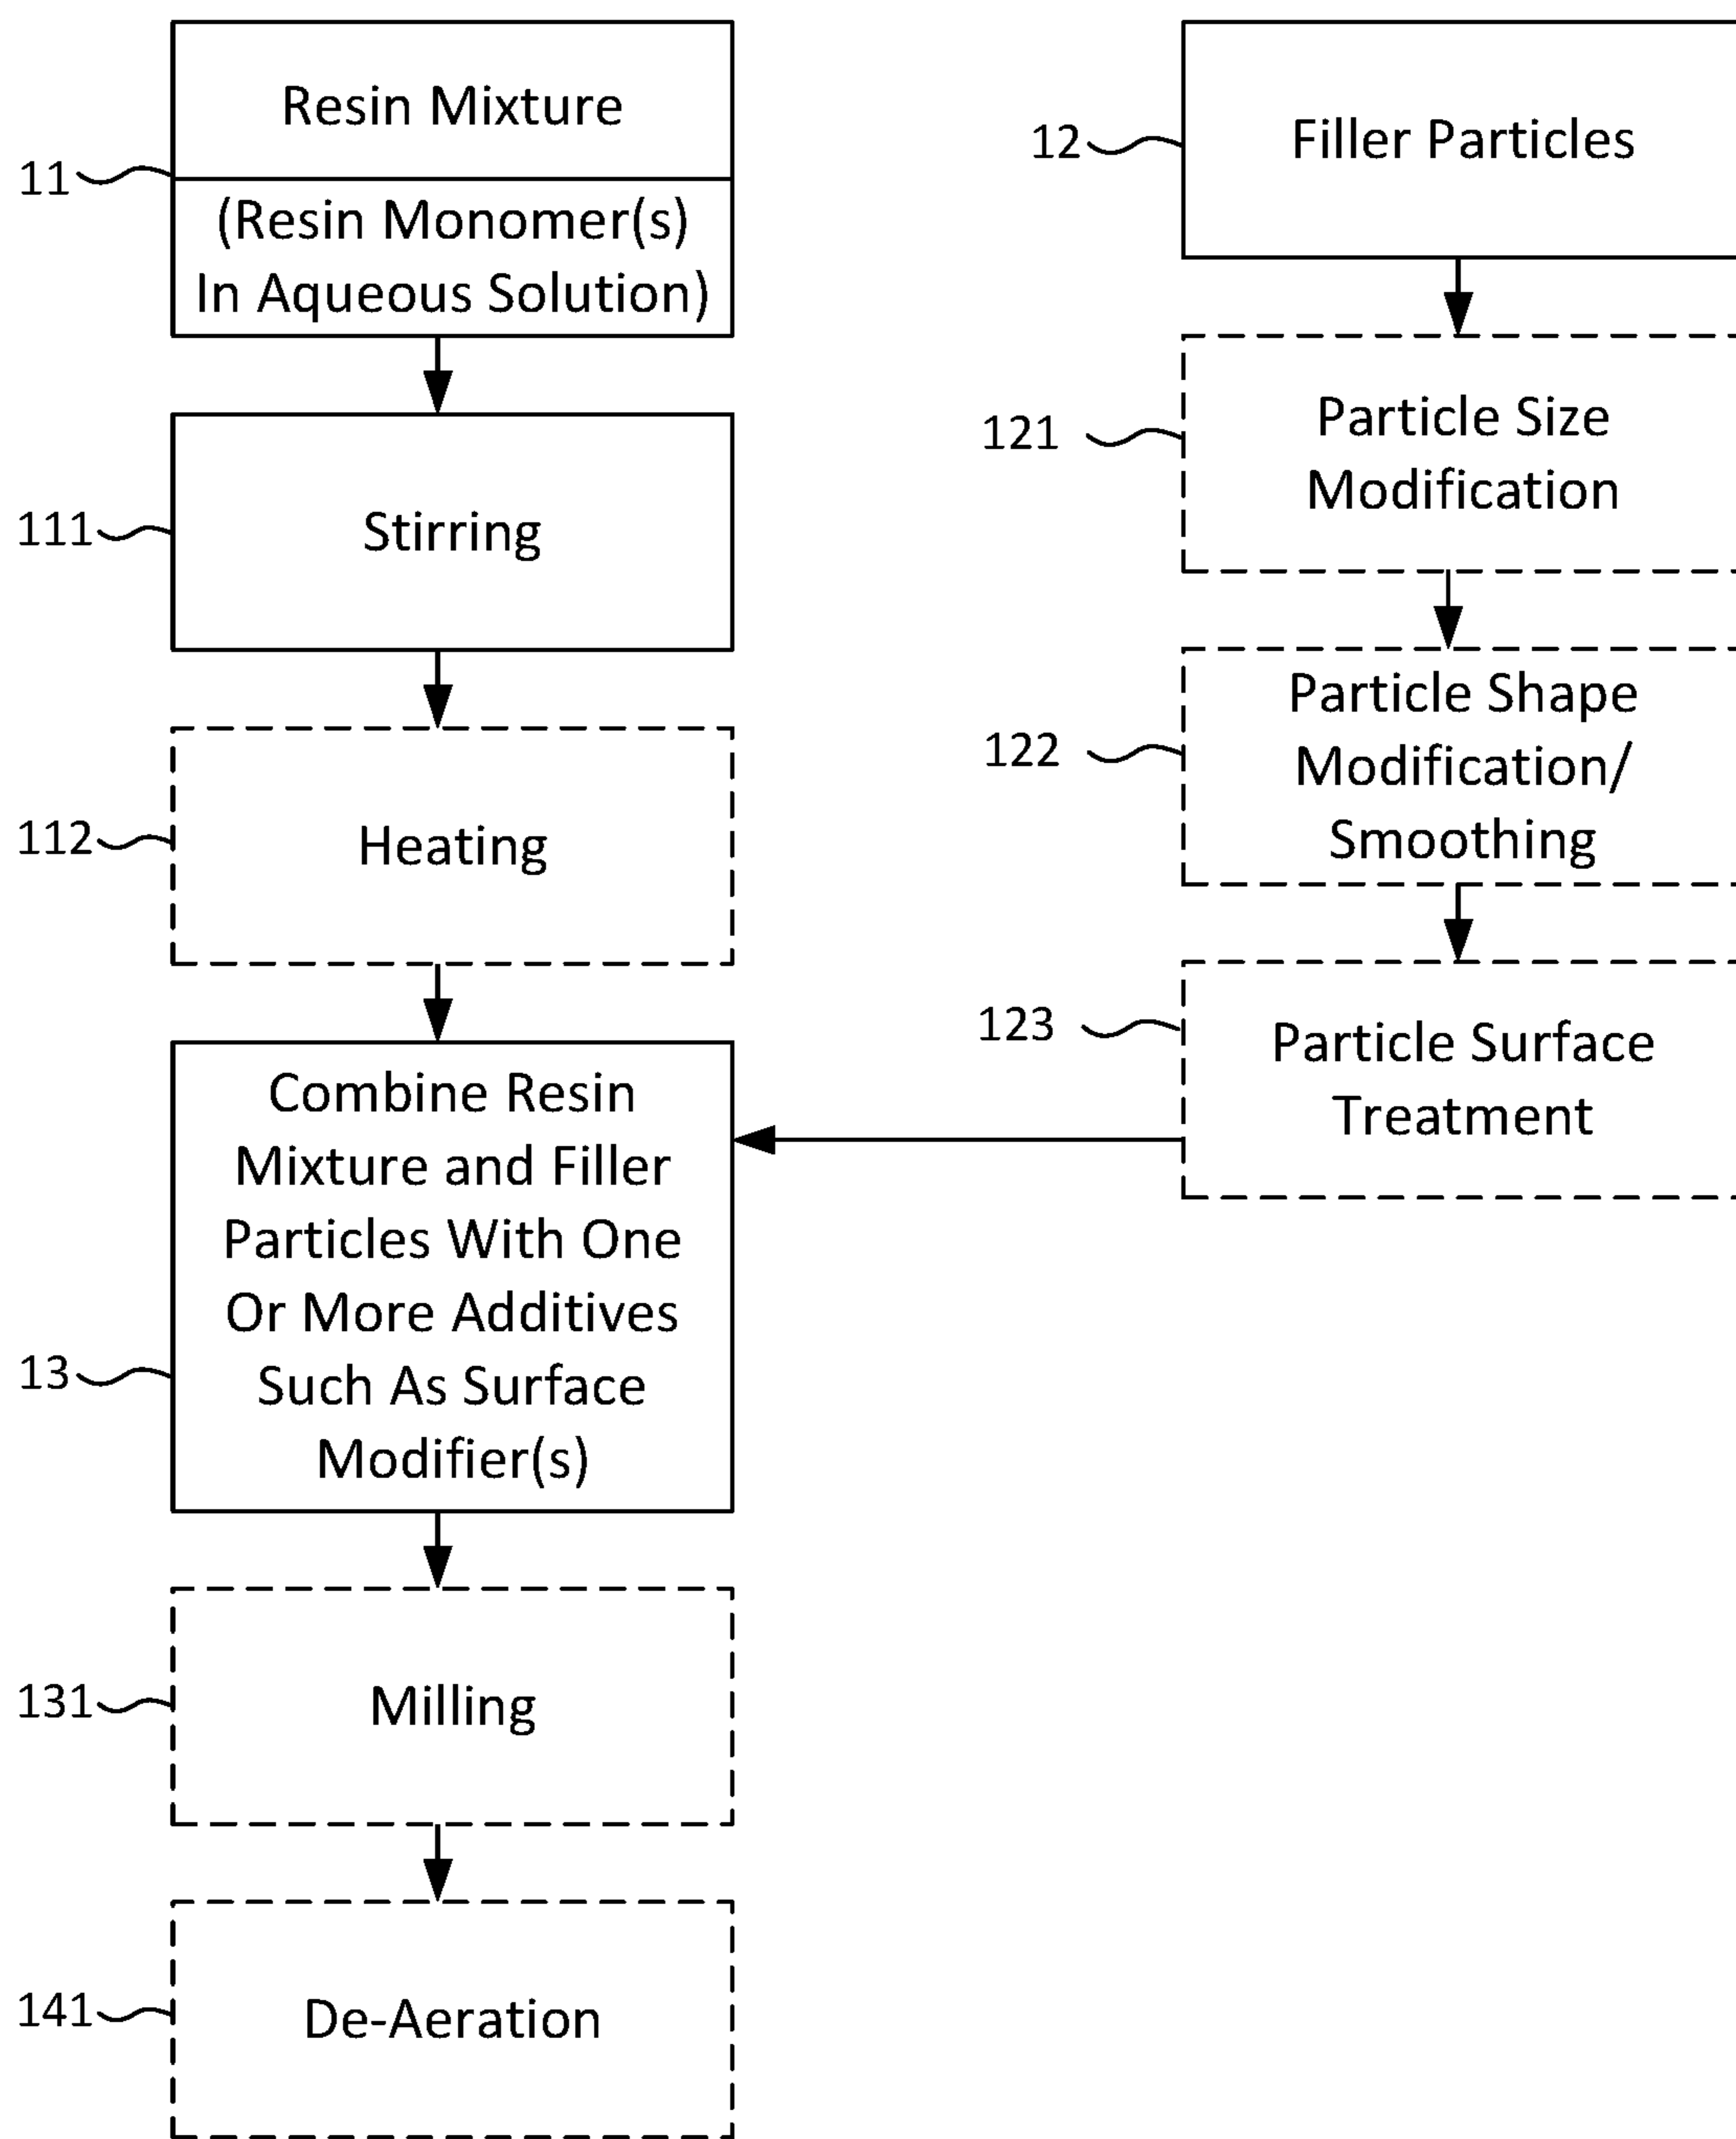 11
Resin Mixture
(Resin Monomer(s)
In Aqueous Solution)
111
Stirring
112
Heating
13
Combine Resin
Mixture and Filler
Particles With One
Or More Additives
Such As Surface
Modifier(s)
131
Milling
141
De-Aeration
12
Filler Particles
121
Particle Size
Modification
122
Particle Shape
Modification/
Smoothing
123
Particle Surface
Treatment